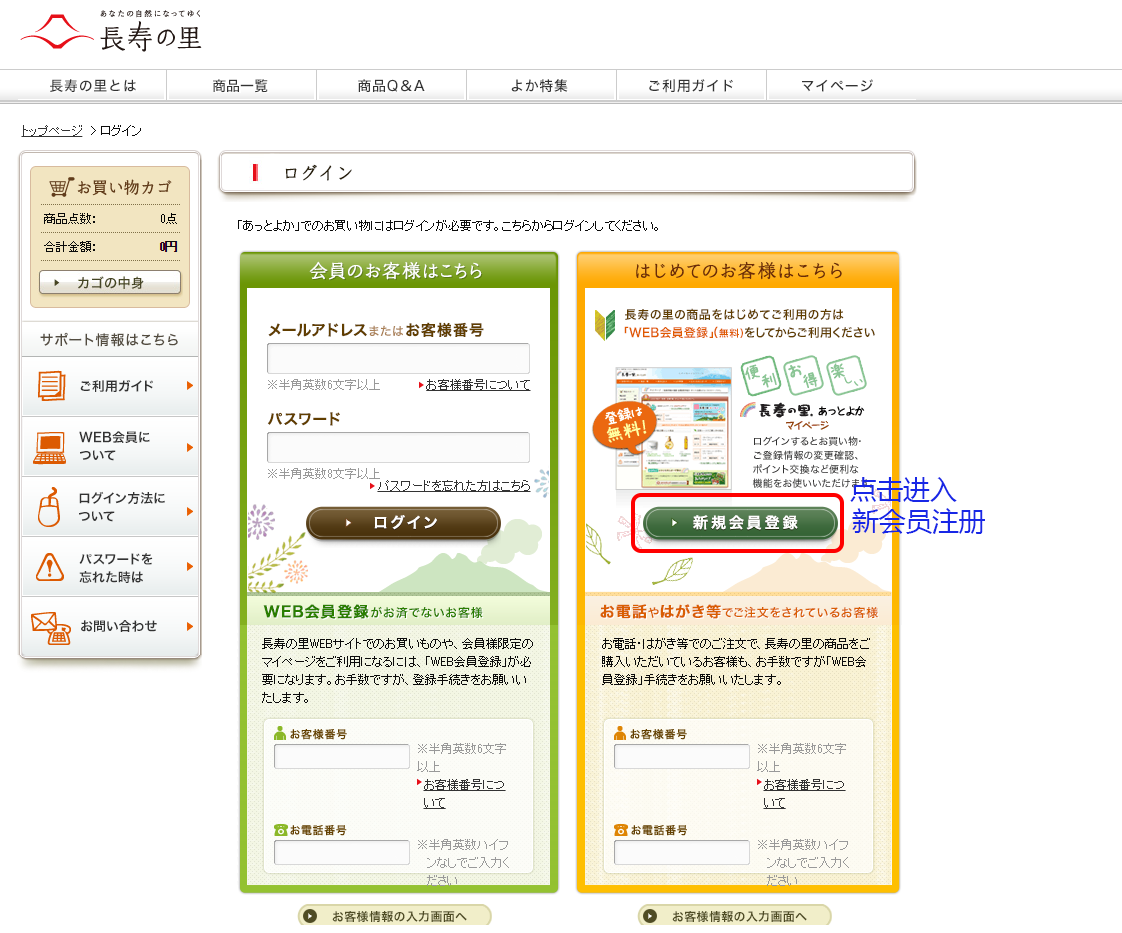 あなたの自然になってゆく
長寿の里
長寿の里とは
商品一覧
商品Q&A
よか特集
ご利用ガイド
マイページ
トップページ > ログイン
お買い物カゴ
商品点数: 0点
合計金額: 0円
カゴの中身
サポート情報はこちら
ご利用ガイド
WEB会員に
ついて
ログイン方法に
ついて
パスワードを
忘れた時は
お問い合わせ
ログイン
「あっとよか」でのお買い物にはログインが必要です。こちらからログインしてください。
会員のお客様はこちら
メールアドレスまたはお客様番号
※半角英数6文字以上
お客様番号について
パスワード
※半角英数8文字以上
パスワードを忘れた方はこちら
ログイン
WEB会員登録がお済でないお客様
長寿の里WEBサイトでのお買いものや、会員様限定の
マイページをご利用になるには、「WEB会員登録」が必
要になります。お手数ですが、登録手続きをお願いい
たします。
お客様番号
※半角英数6文字
以上
お客様番号につ
いて
お電話番号
※半角英数ハイフ
ンなしでご入力く
ださい
お客様情報の入力画面へ
はじめてのお客様はこちら
長寿の里の商品をはじめてご利用の方は
「WEB会員登録」(無料)をしてからご利用ください
便利
お得
楽しい
登録は
無料!
長寿の里.あっとよか
マイページ
ログインするとお買い物・
ご登録情報の変更確認、
ポイント交換など便利な
機能をお使いいただけま
点击进入
新会员注册
新規会員登録
お電話やはがき等でご注文をされているお客様
お電話・はがき等でのご注文で、長寿の里の商品をご
購入いただいているお客様も、お手数ですが「WEB会
員登録」手続きをお願いいたします。
お客様番号
※半角英数6文字
以上
お客様番号につ
いて
お電話番号
※半角英数ハイフ
ンなしでご入力く
ださい
お客様情報の入力画面へ